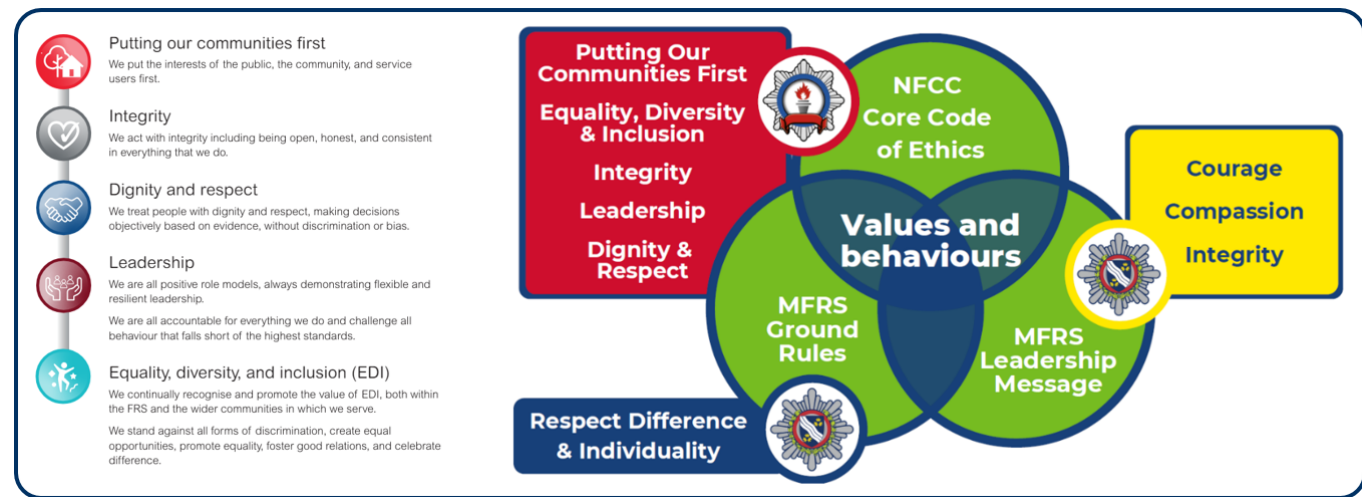 Putting our communities first
We put the interests of the public, the community, and service
users first.
Integrity
We act with integrity including being open, honest, and consistent
in everything that we do.
Dignity and respect
We treat people with dignity and respect, making decisions
objectively based on evidence, without discrimination or bias.
Leadership
We are all positive role models, always demonstrating flexible and
resilient leadership.
We are all accountable for everything we do and challenge all
behaviour that falls short of the highest standards.
Equality, diversity, and inclusion (EDI)
We continually recognise and promote the value of EDI, both within
the FRS and the wider communities in which we serve.
We stand against all forms of discrimination, create equal
opportunities, promote equality, foster good relations, and celebrate
difference.
Putting Our
Communities First
Equality, Diversity
& Inclusion
Integrity
Leadership
Dignity &
Respect
NFCC
Core Code
of Ethics
Values and
behaviours
Courage
Compassion
Integrity
MFRS
Ground
Rules
MFRS
Leadership
Message
Respect Difference
& Individuality